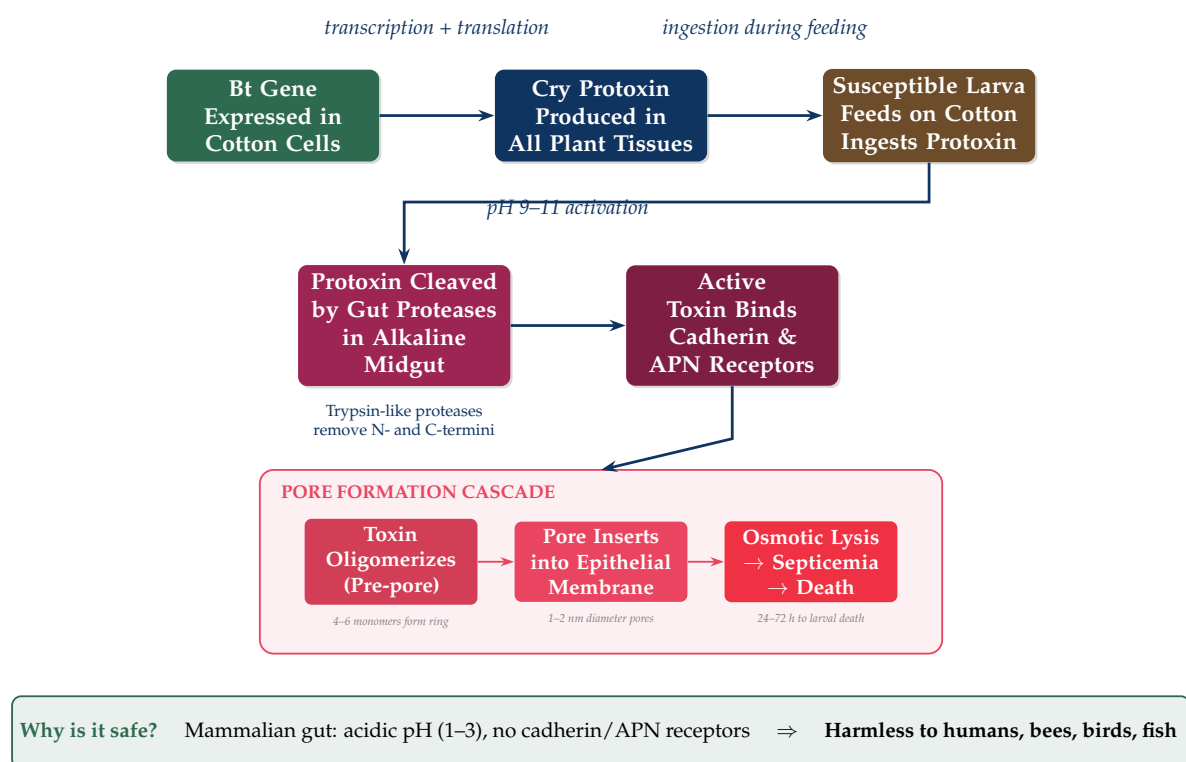 transcription + translation
ingestion during feeding
Bt Gene
Expressed in
Cotton Cells
Cry Protoxin
Produced in
All Plant Tissues
Susceptible Larva
Feeds on Cotton
Ingests Protoxin
pH 9–11 activation
Protoxin Cleaved
by Gut Proteases
in Alkaline
Midgut
Active
Toxin Binds
Cadherin &
APN Receptors
Trypsin-like proteases
remove N- and C-termini
PORE FORMATION CASCADE
Toxin
Oligomerizes
(Pre-pore)
Pore Inserts
into Epithelial
Membrane
Osmotic Lysis
→ Septicemia
→ Death
4–6 monomers form ring
1–2 nm diameter pores
24–72 h to larval death
Why is it safe? Mammalian gut: acidic pH (1–3), no cadherin/APN receptors ⇒ Harmless to humans, bees, birds, fish